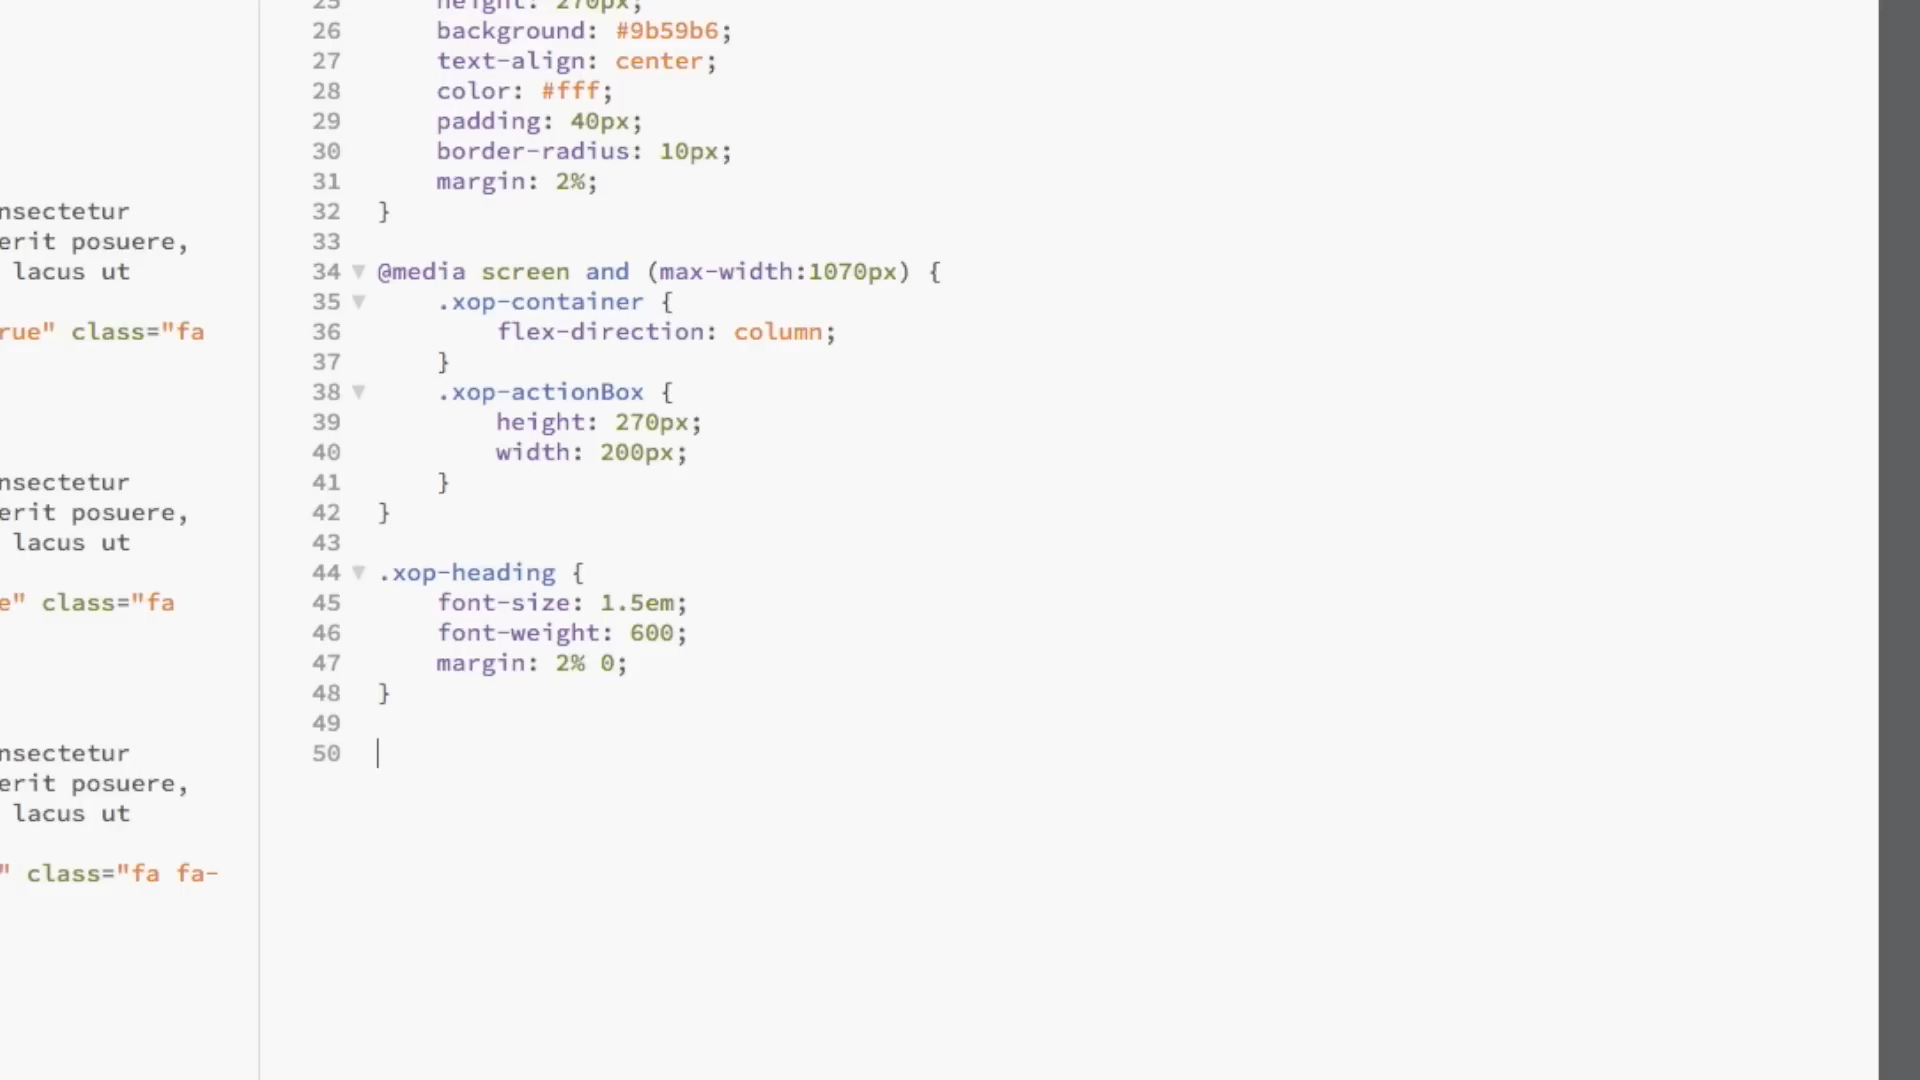 nsectetur
erit posuere,
lacus ut
rue" class="fa
nsectetur
erit posuere,
lacus ut
e" class="fa
nsectetur
erit posuere,
lacus ut
" class="fa fa-
25 height: 270px;
26 background: #9b59b6;
27 text-align: center;
28 color: #fff;
29 padding: 40px;
30 border-radius: 10px;
31 margin: 2%;
32 }
33
34 @media screen and (max-width:1070px) {
35 .xop-container {
36 flex-direction: column;
37 }
38 .xop-actionBox {
39 height: 270px;
40 width: 200px;
41 }
42 }
43
44 .xop-heading {
45 font-size: 1.5em;
46 font-weight: 600;
47 margin: 2% 0;
48 }
49
50